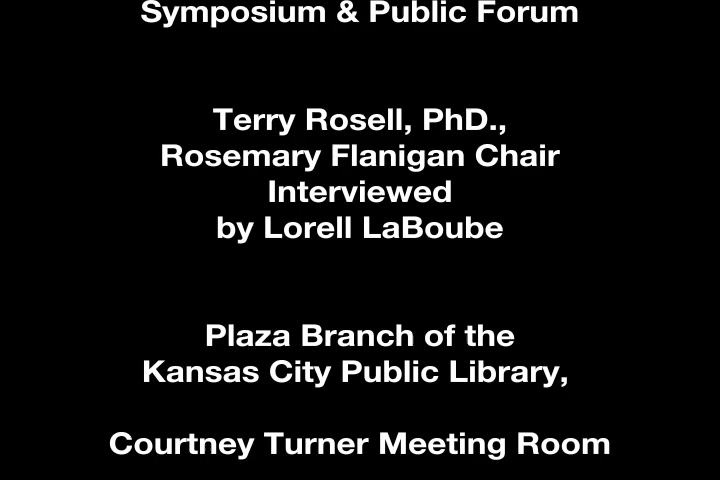 Symposium & Public Forum
Terry Rosell, PhD.,
Rosemary Flanigan Chair
Interviewed
by Lorell LaBoube
Plaza Branch of the
Kansas City Public Library,
Courtney Turner Meeting Room